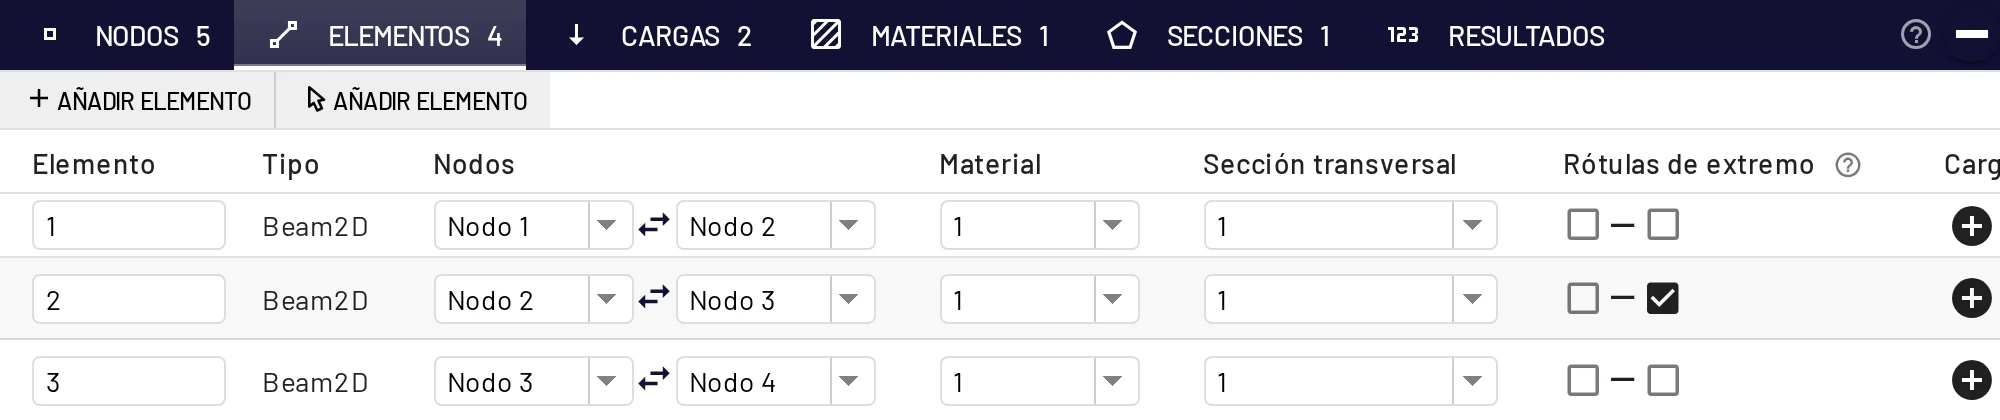 NODOS 5 ELEMENTOS 4 CARGAS 2 MATERIALES 1 SECCIONES 1 123 RESULTADOS ?
+ AÑADIR ELEMENTO AÑADIR ELEMENTO
Elemento Tipo Nodos Material Sección transversal Rótulas de extremo ? Carg
1 Beam2D Nodo 1 Nodo 2 1 1
2 Beam2D Nodo 2 Nodo 3 1 1
3 Beam2D Nodo 3 Nodo 4 1 1